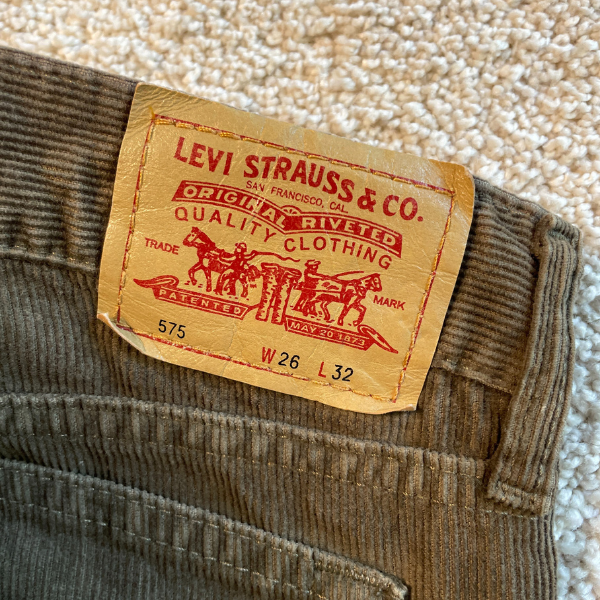 LEVI STRAUSS & CO.
SAN FRANCISCO, CAL.
ORIGINAL RIVETED
QUALITY CLOTHING
TRADE MARK
PATENTED MAY 20 1873
575 W 26 L 32